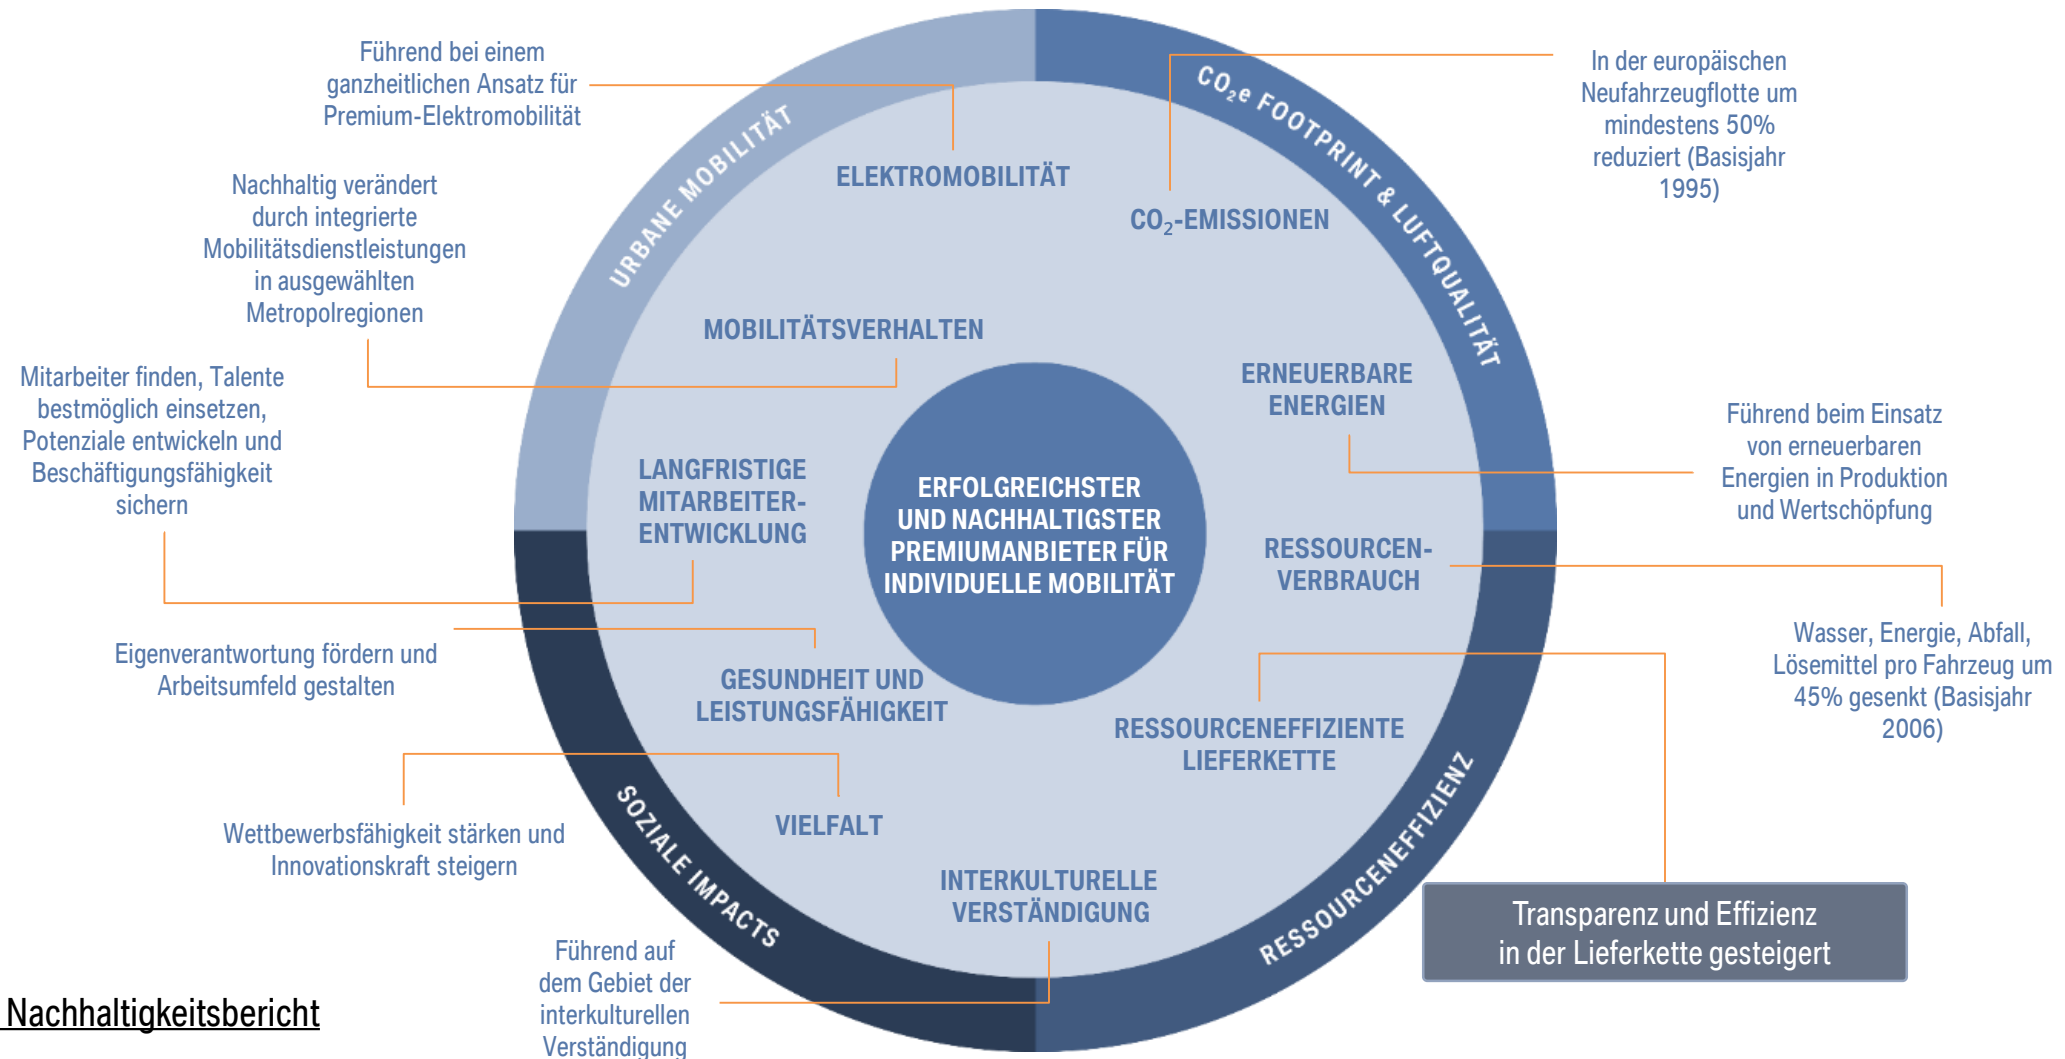 Führend bei einem
ganzheitlichen Ansatz für
Premium-Elektromobilität
Nachhaltig verändert
durch integrierte
Mobilitätsdienstleistungen
in ausgewählten
Metropolregionen
Mitarbeiter finden, Talente
bestmöglich einsetzen,
Potenziale entwickeln und
Beschäftigungsfähigkeit
sichern
Eigenverantwortung fördern und
Arbeitsumfeld gestalten
Wettbewerbsfähigkeit stärken und
Innovationskraft steigern
Führend auf
dem Gebiet der
interkulturellen
Verständigung
Nachhaltigkeitsbericht
URBANE MOBILITÄT
CO₂e FOOTPRINT & LUFTQUALITÄT
SOZIALE IMPACTS
RESSOURCENEFFIZIENZ
ELEKTROMOBILITÄT
CO₂-EMISSIONEN
MOBILITÄTSVERHALTEN
ERNEUERBARE
ENERGIEN
LANGFRISTIGE
MITARBEITER-
ENTWICKLUNG
ERFOLGREICHSTER
UND NACHHALTIGSTER
PREMIUMANBIETER FÜR
INDIVIDUELLE MOBILITÄT
RESSOURCEN-
VERBRAUCH
GESUNDHEIT UND
LEISTUNGSFÄHIGKEIT
RESSOURCENEFFIZIENTE
LIEFERKETTE
VIELFALT
INTERKULTURELLE
VERSTÄNDIGUNG
In der europäischen
Neufahrzeugflotte um
mindestens 50%
reduziert (Basisjahr
1995)
Führend beim Einsatz
von erneuerbaren
Energien in Produktion
und Wertschöpfung
Wasser, Energie, Abfall,
Lösemittel pro Fahrzeug um
45% gesenkt (Basisjahr
2006)
Transparenz und Effizienz
in der Lieferkette gesteigert